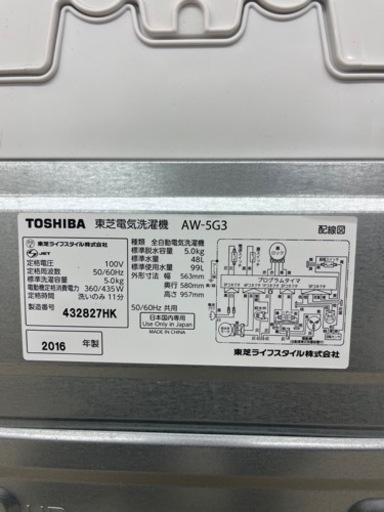 TOSHIBA 東芝電気洗濯機 AW-5G3
配線図
東芝ライフスタイル株式会社
JET
定格電圧 100V
定格周波数 50/60Hz
標準洗濯容量 5.0kg
電動機定格消費電力 360/435W
洗いのみ 11分
製造番号 432827HK
2016 年製
種類 全自動電気洗濯機
標準脱水容量 5.0kg
標準水量 48L
標準使用水量 99L
外形寸法 幅 563mm
奥行 580mm
高さ 957mm
50/60Hz 共用
日本国内専用
Use Only in Japan
MADE IN CHINA
プログラムタイマ
東芝ライフスタイル株式会社